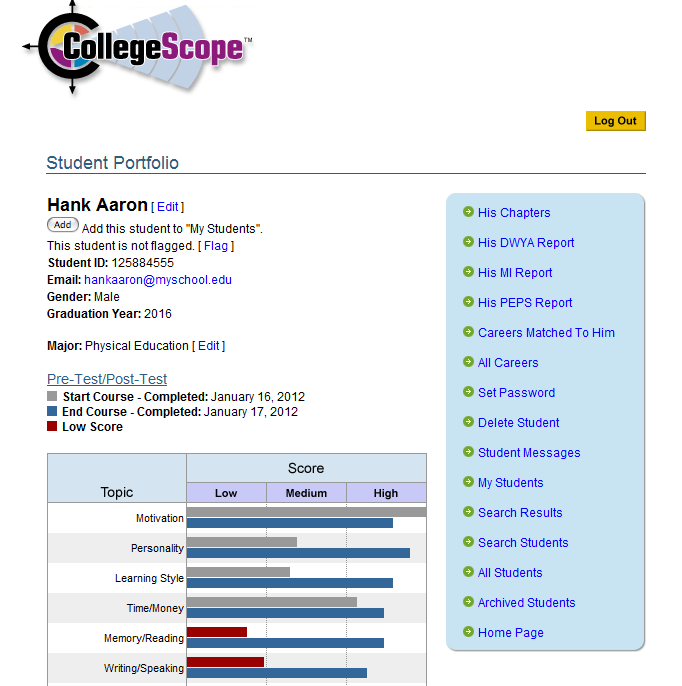 CollegeScope™
Log Out
Student Portfolio
Hank Aaron [ Edit ]
Add Add this student to "My Students".
This student is not flagged. [ Flag ]
Student ID: 125884555
Email: hankaaron@myschool.edu
Gender: Male
Graduation Year: 2016
Major: Physical Education [ Edit ]
Pre-Test/Post-Test
Start Course - Completed: January 16, 2012
End Course - Completed: January 17, 2012
Low Score
Score
Topic
Low Medium High
Motivation
Personality
Learning Style
Time/Money
Memory/Reading
Writing/Speaking
His Chapters
His DWYA Report
His MI Report
His PEPS Report
Careers Matched To Him
All Careers
Set Password
Delete Student
Student Messages
My Students
Search Results
Search Students
All Students
Archived Students
Home Page